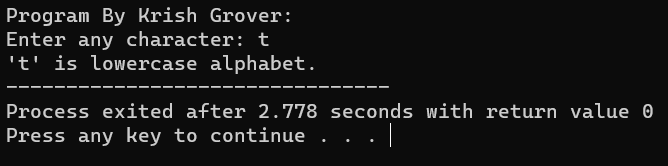 Program By Krish Grover:
Enter any character: t
't' is lowercase alphabet.
--------------------------------
Process exited after 2.778 seconds with return value 0
Press any key to continue . . .